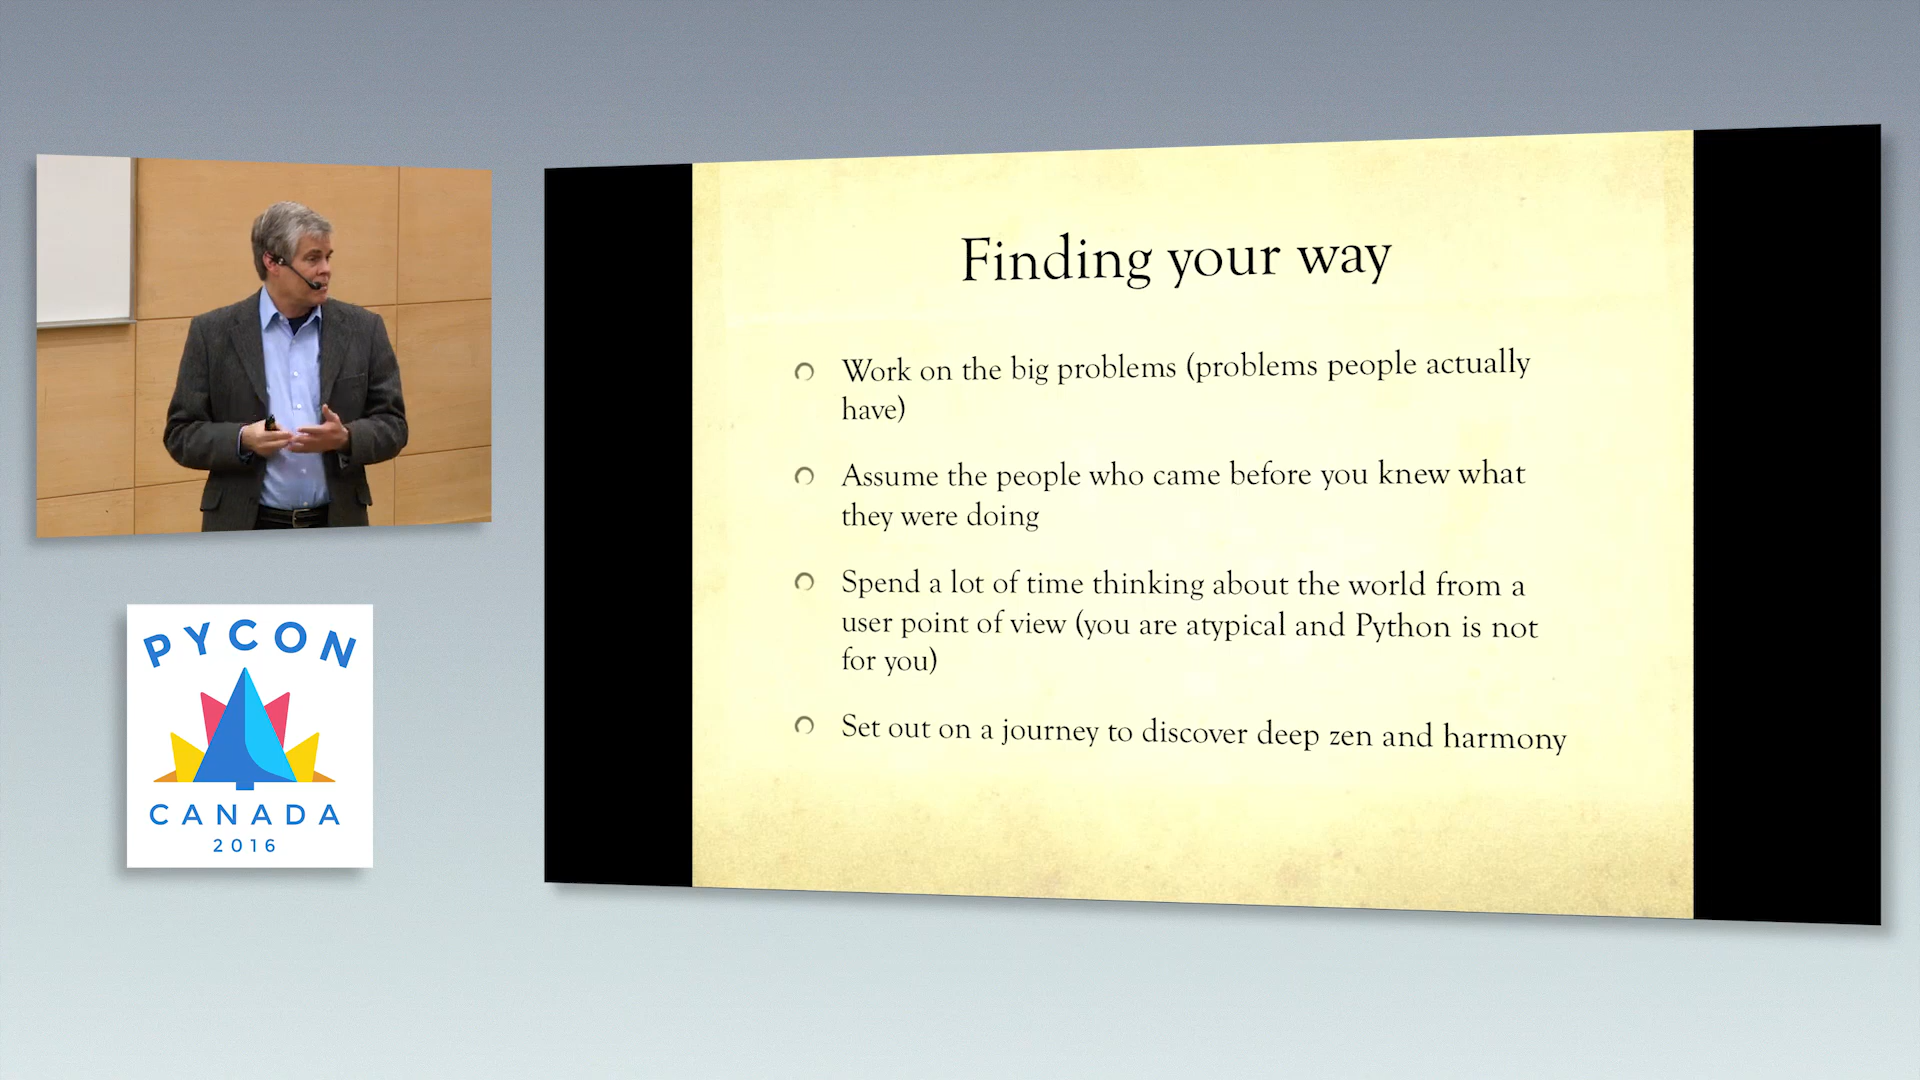 Finding your way
Work on the big problems (problems people actually
have)
Assume the people who came before you knew what
they were doing
Spend a lot of time thinking about the world from a
user point of view (you are atypical and Python is not
for you)
Set out on a journey to discover deep zen and harmony
PYCON
CANADA
2016